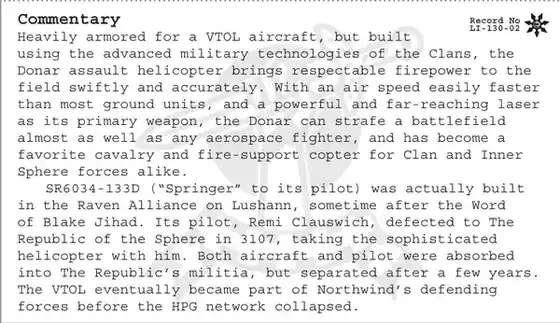 Commentary
Record No
LI-130-02
Heavily armored for a VTOL aircraft, but built
using the advanced military technologies of the Clans, the
Donar assault helicopter brings respectable firepower to the
field swiftly and accurately. With an air speed easily faster
than most ground units, and a powerful and far-reaching laser
as its primary weapon, the Donar can strafe a battlefield
almost as well as any aerospace fighter, and has become a
favorite cavalry and fire-support copter for Clan and Inner
Sphere forces alike.
SR6034-133D (“Springer” to its pilot) was actually built
in the Raven Alliance on Lushann, sometime after the Word
of Blake Jihad. Its pilot, Remi Clauswich, defected to The
Republic of the Sphere in 3107, taking the sophisticated
helicopter with him. Both aircraft and pilot were absorbed
into The Republic’s militia, but separated after a few years.
The VTOL eventually became part of Northwind’s defending
forces before the HPG network collapsed.